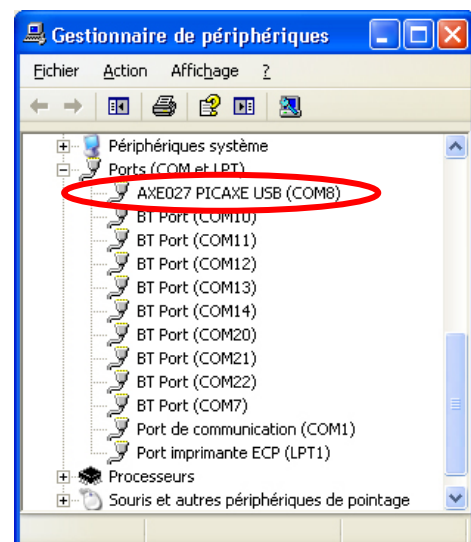 Gestionnaire de périphériques
Fichier Action Affichage ?
Périphériques système
Ports (COM et LPT)
AXE027 PICAXE USB (COM8)
BT Port (COM10)
BT Port (COM11)
BT Port (COM12)
BT Port (COM13)
BT Port (COM14)
BT Port (COM20)
BT Port (COM21)
BT Port (COM22)
BT Port (COM7)
Port de communication (COM1)
Port imprimante ECP (LPT1)
Processeurs
Souris et autres périphériques de pointage